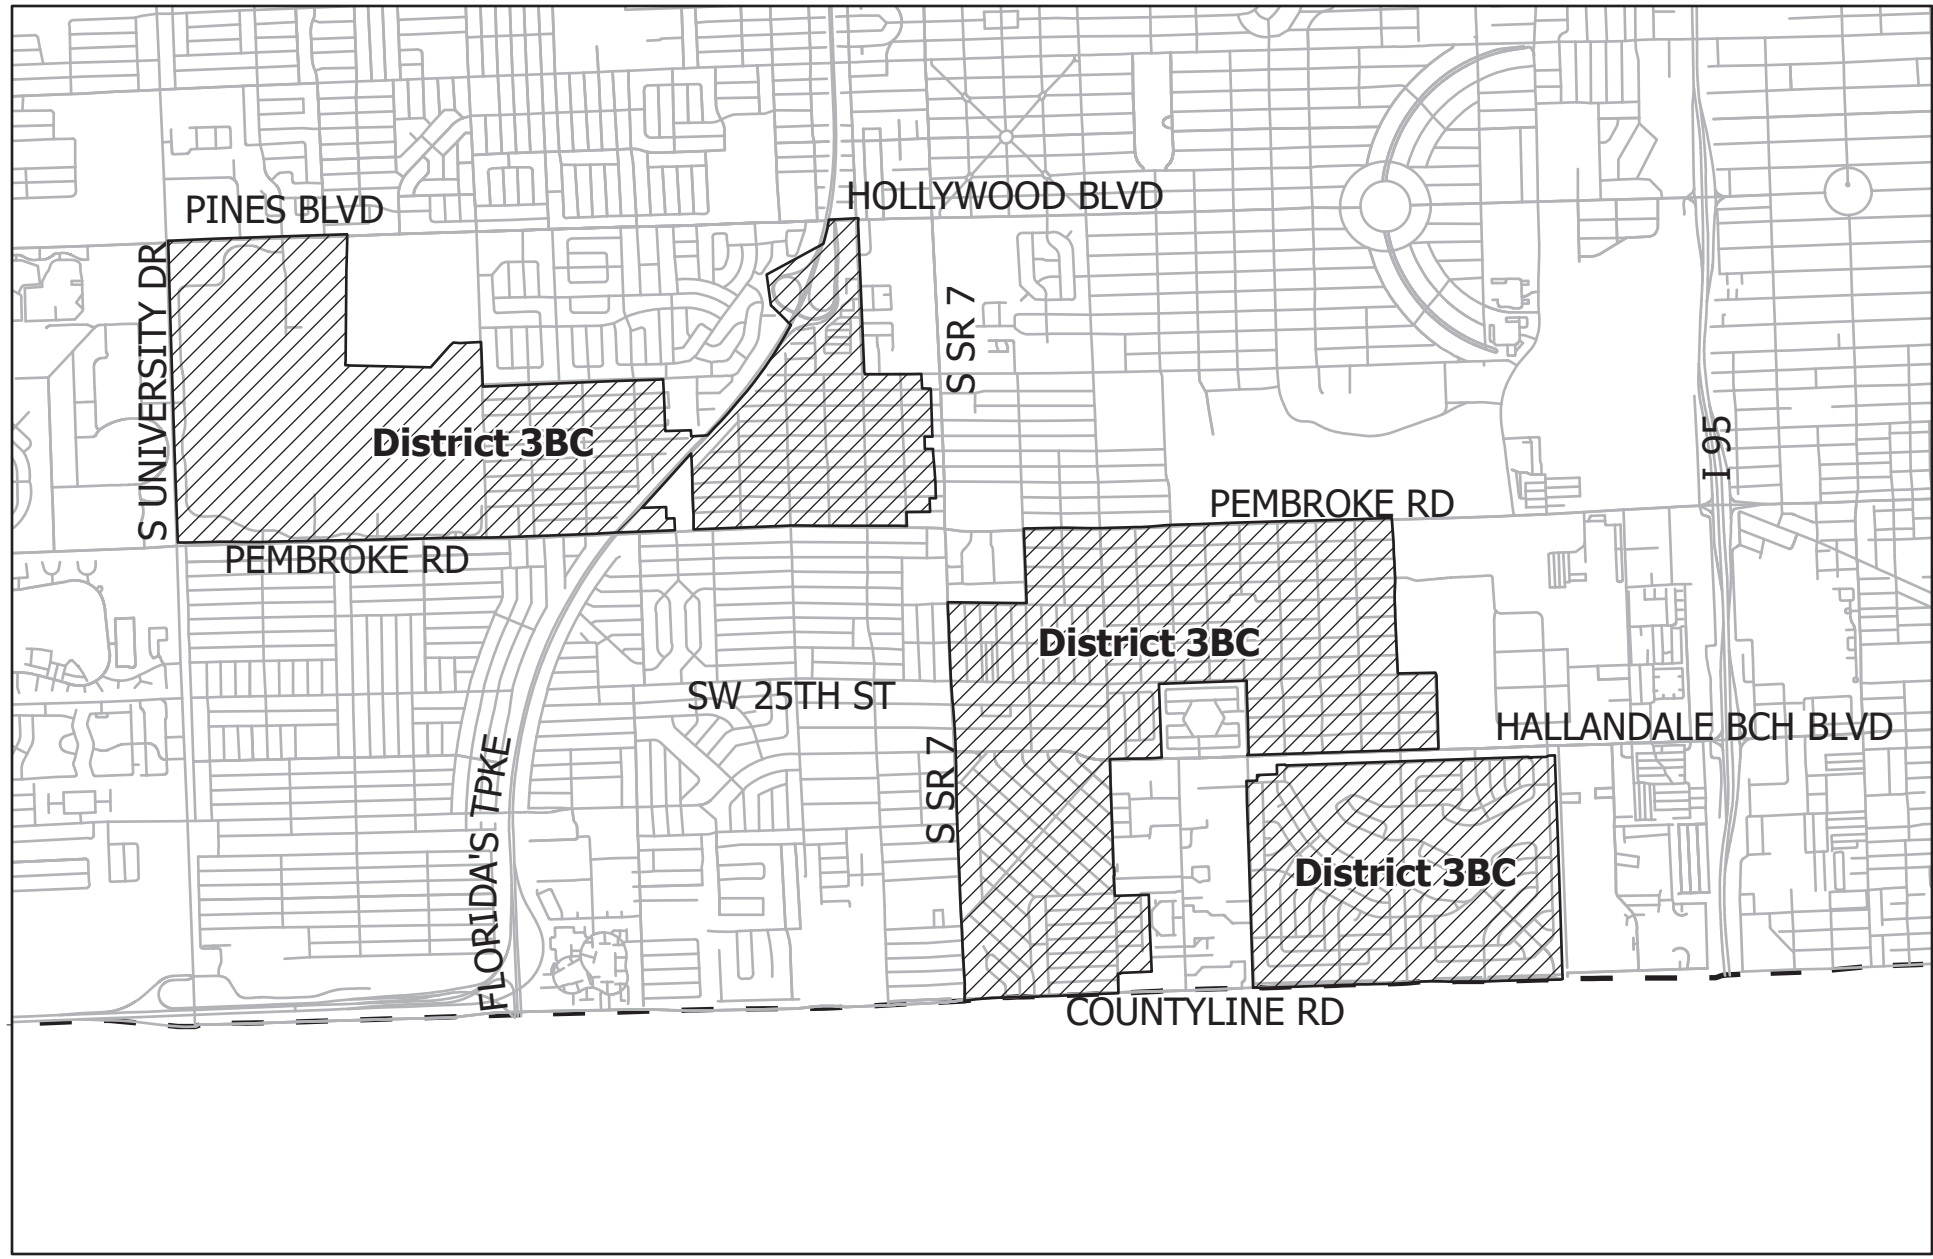 HOLLYWOOD BLVD
PINES BLVD
S UNIVERSITY DR
S SR 7
District 3BC
I 95
PEMBROKE RD
PEMBROKE RD
District 3BC
SW 25TH ST
HALLANDALE BCH BLVD
S SR 7
FLORIDA'S TPKE
District 3BC
COUNTYLINE RD